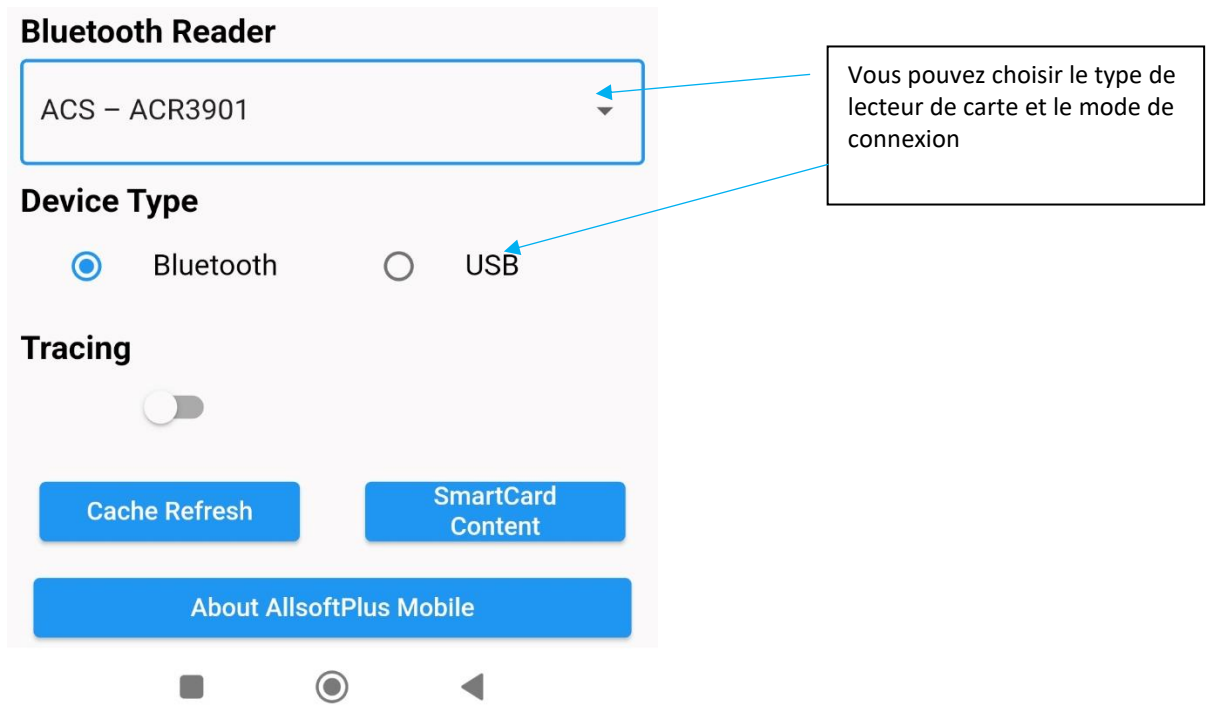 Bluetooth Reader
ACS – ACR3901
Vous pouvez choisir le type de
lecteur de carte et le mode de
connexion
Device Type
Bluetooth USB
Tracing
Cache Refresh
SmartCard
Content
About AllsoftPlus Mobile